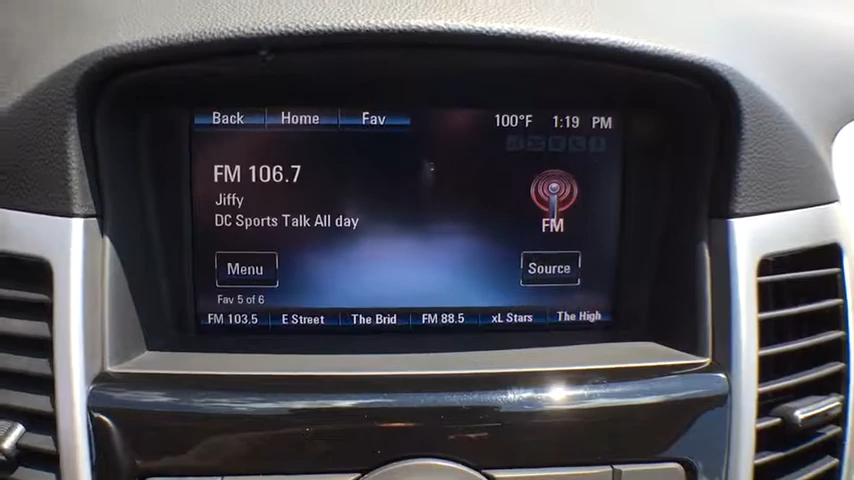 Back Home Fav 100°F 1:19 PM
FM 106.7
Jiffy
DC Sports Talk All day
FM
Menu Source
Fav 5 of 6
FM 103.5 E Street The Brid FM 88.5 xL Stars The High